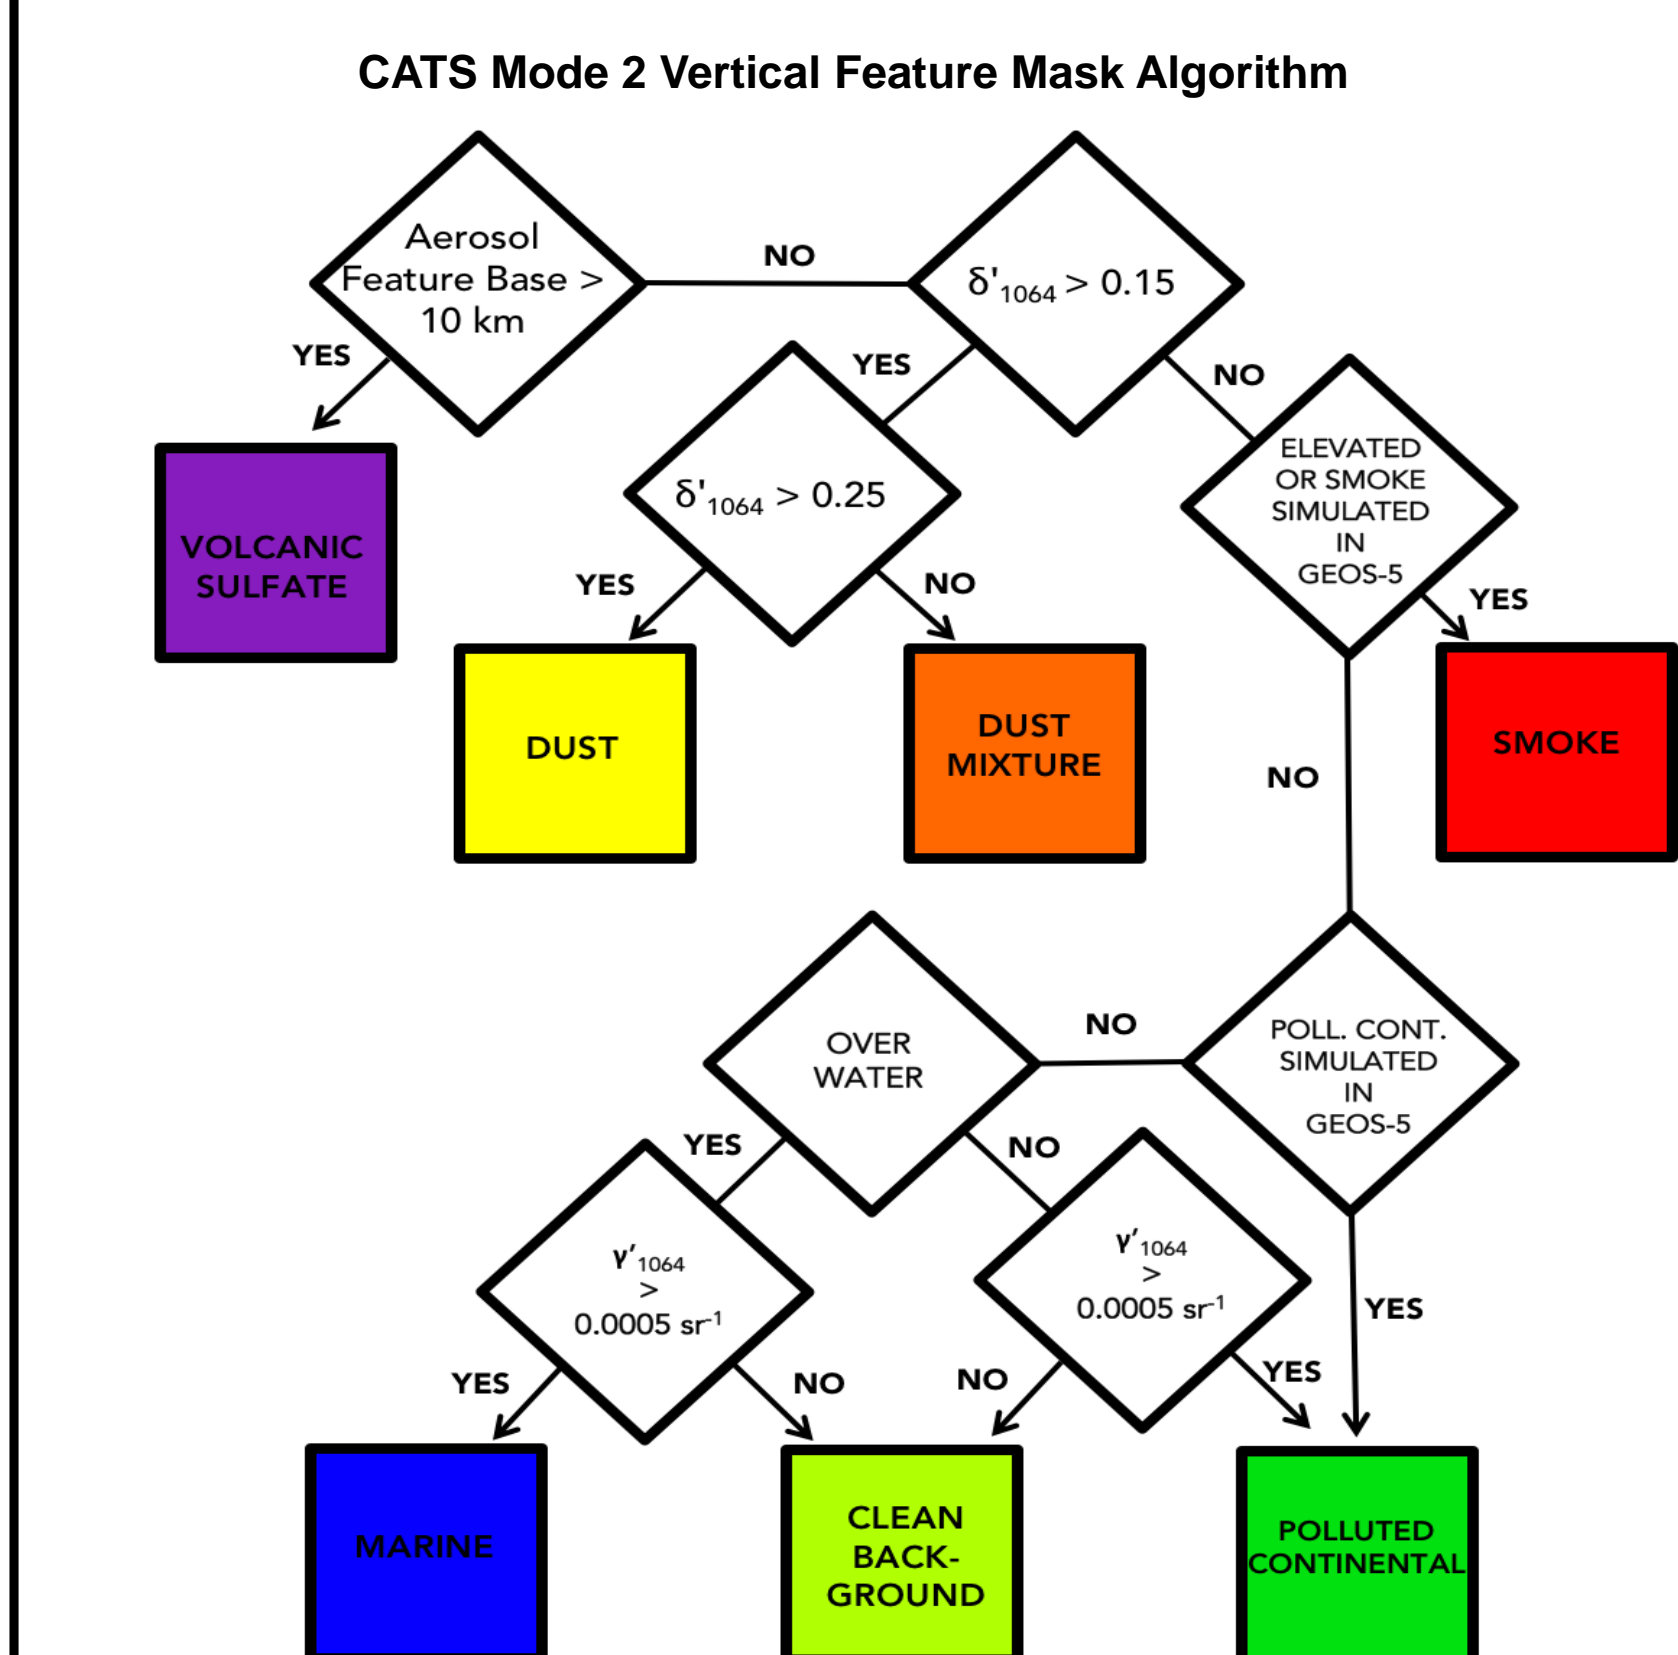 CATS Mode 2 Vertical Feature Mask Algorithm
Aerosol
Feature Base >
10 km
NO
δ'1064 > 0.15
YES
YES
NO
VOLCANIC
SULFATE
δ'1064 > 0.25
ELEVATED
OR SMOKE
SIMULATED
IN
GEOS-5
YES
NO
YES
DUST
DUST
MIXTURE
SMOKE
NO
OVER
WATER
NO
POLL. CONT.
SIMULATED
IN
GEOS-5
YES
NO
γ′1064
>
0.0005 sr⁻¹
γ′1064
>
0.0005 sr⁻¹
YES
YES
NO
NO
YES
MARINE
CLEAN
BACK-
GROUND
POLLUTED
CONTINENTAL